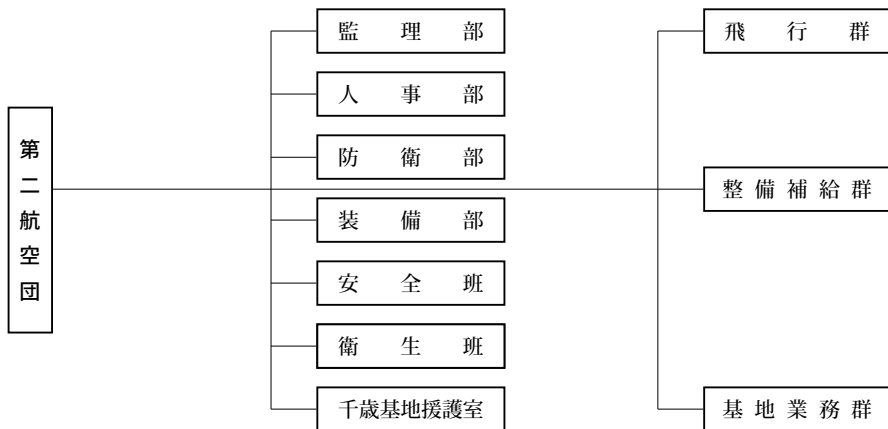 第二航空団
監理部
人事部
防衛部
装備部
安全班
衛生班
千歳基地援護室
飛行群
整備補給群
基地業務群